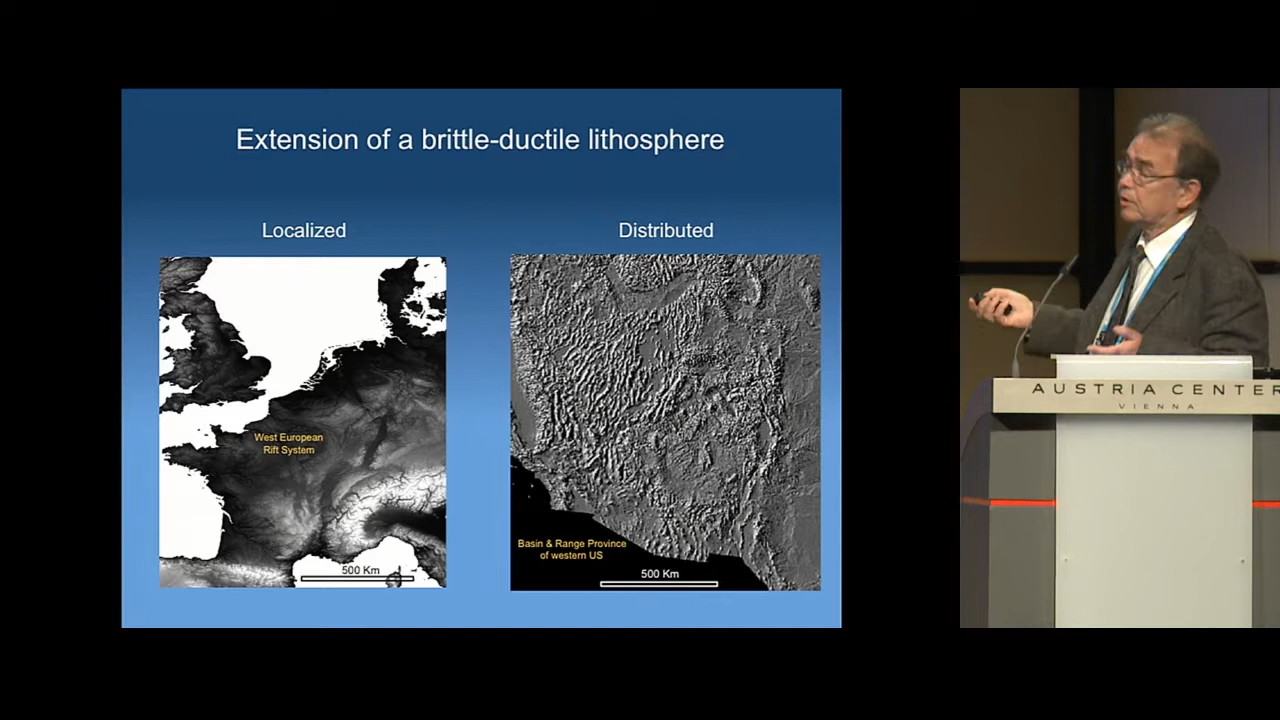 Extension of a brittle-ductile lithosphere
Localized
Distributed
West European
Rift System
500 Km
Basin & Range Province
of western US
500 Km
AUSTRIA CENTER
VIENNA